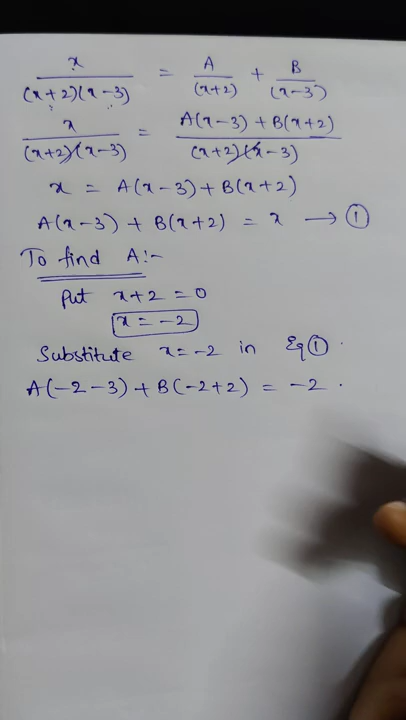 x/((x+2)(x-3)) = A/(x+2) + B/(x-3)
x/((x+2)(x-3)) = (A(x-3) + B(x+2))/((x+2)(x-3))
x = A(x-3) + B(x+2)
A(x-3) + B(x+2) = x → ①
To find A:-
Put x+2 = 0
x = -2
Substitute x = -2 in Eq ①.
A(-2-3) + B(-2+2) = -2.